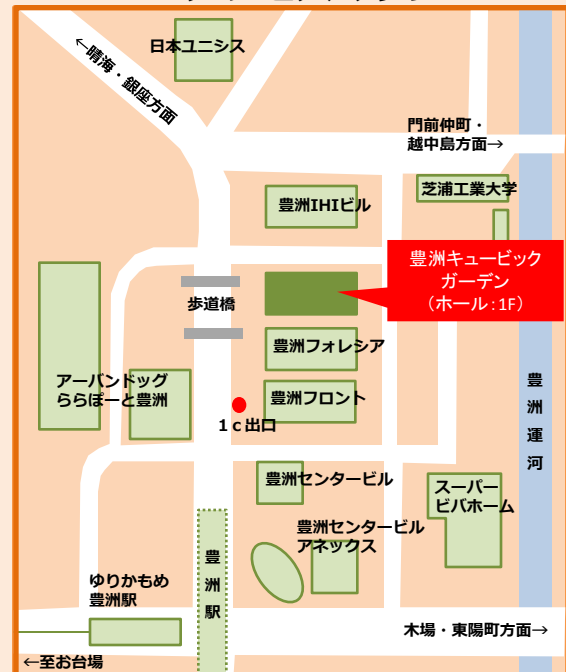 日本ユニシス
←晴海・銀座方面
門前仲町・
越中島方面→
芝浦工業大学
豊洲IHIビル
豊洲キュービック
ガーデン
（ホール：1F）
歩道橋
豊洲フォレシア
アーバンドッグ
ららぽーと豊洲
豊洲フロント
1ｃ出口
豊洲運河
豊洲センタービル
スーパー
ビバホーム
豊洲センタービル
アネックス
豊洲駅
ゆりかもめ
豊洲駅
木場・東陽町方面→
←至お台場